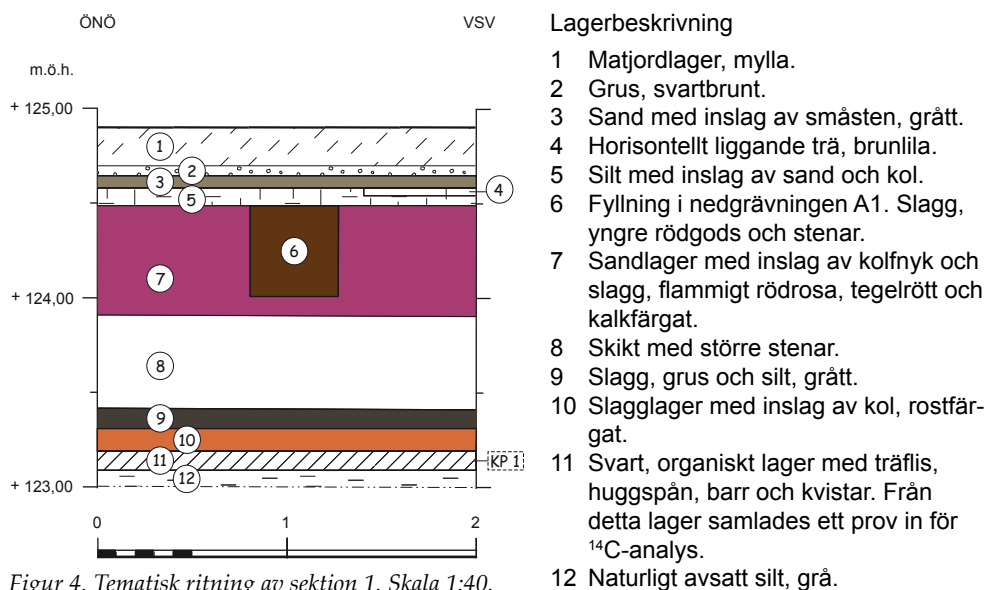 ÖNÖ
VSV
m.ö.h.
+ 125,00
+ 124,00
+ 123,00
1
2
3
4
5
6
7
8
9
10
11
12
KP 1
0
1
2
Figur 4. Tematisk ritning av sektion 1. Skala 1:40.
Lagerbeskrivning
1 Matjordlager, mylla.
2 Grus, svartbrunt.
3 Sand med inslag av småsten, grått.
4 Horisontellt liggande trä, brunlila.
5 Silt med inslag av sand och kol.
6 Fyllning i nedgrävningen A1. Slagg,
yngre rödgods och stenar.
7 Sandlager med inslag av kolfnyk och
slagg, flammigt rödrosa, tegelrött och
kalkfärgat.
8 Skikt med större stenar.
9 Slagg, grus och silt, grått.
10 Slagglager med inslag av kol, rostfär-
gat.
11 Svart, organiskt lager med träflis,
huggspån, barr och kvistar. Från
detta lager samlades ett prov in för
¹⁴C-analys.
12 Naturligt avsatt silt, grå.